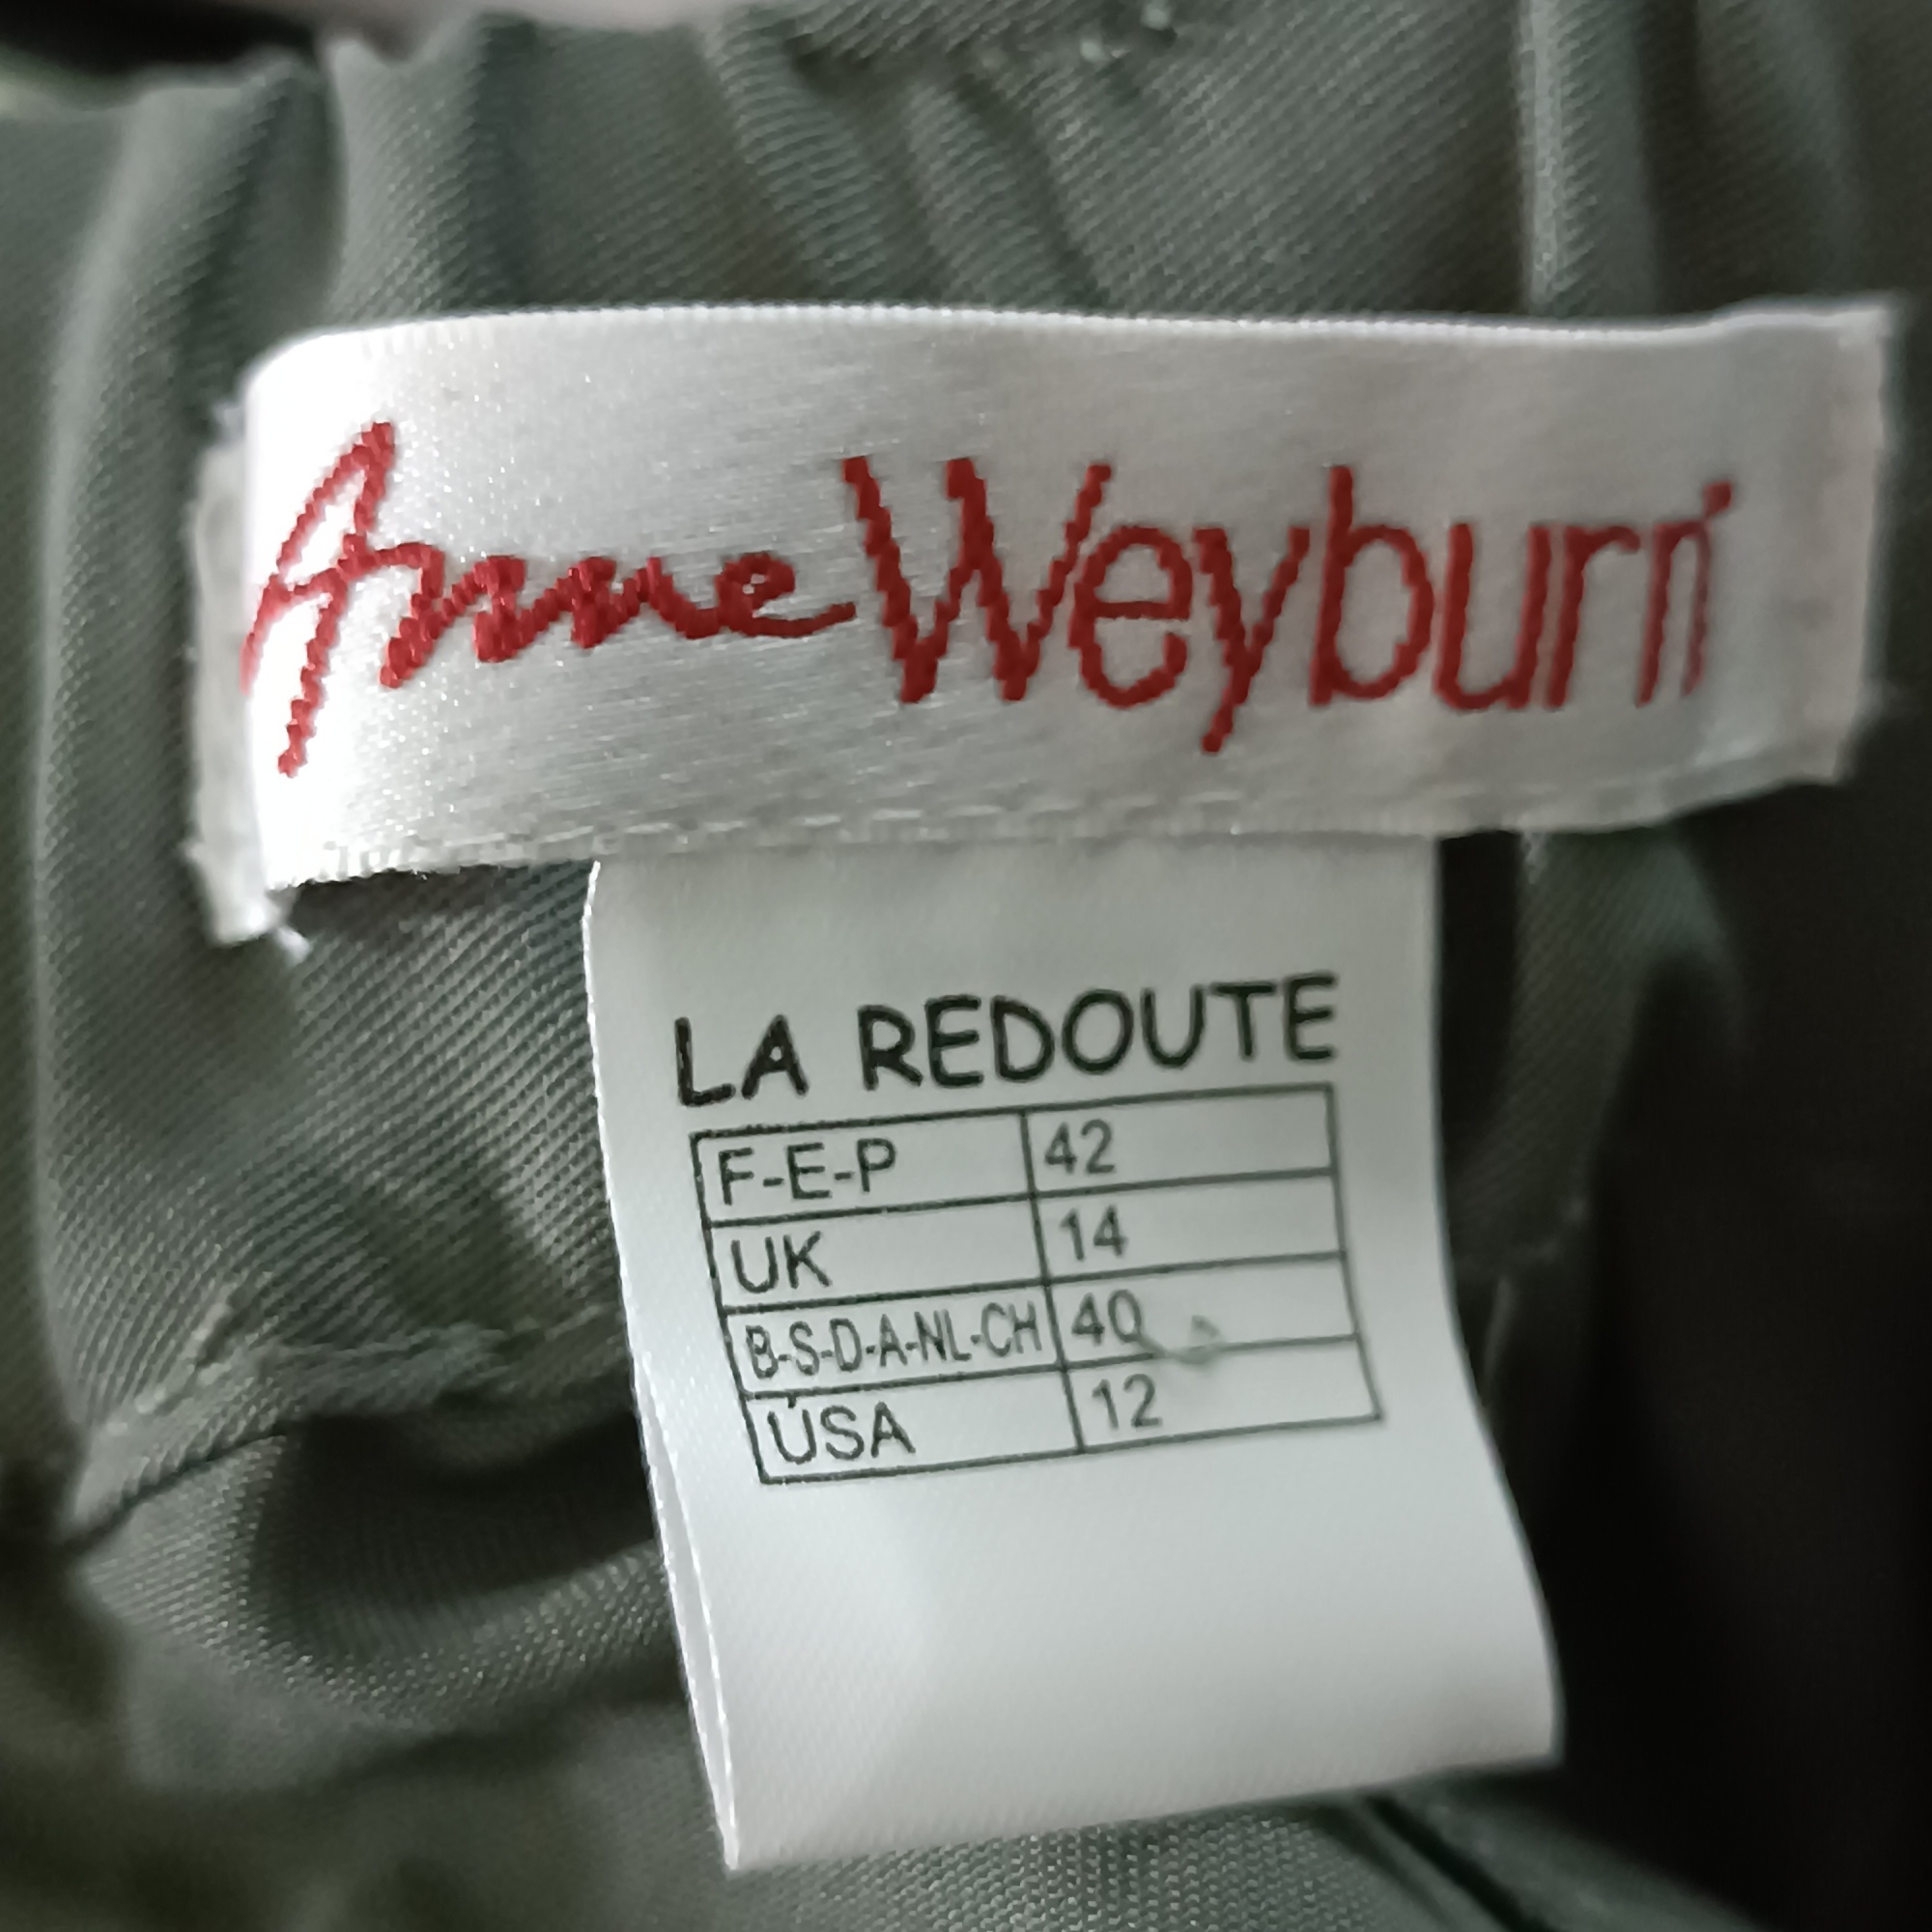 Anne Weyburn
LA REDOUTE
F-E-P 42
UK 14
B-S-D-A-NL-CH 40
USA 12